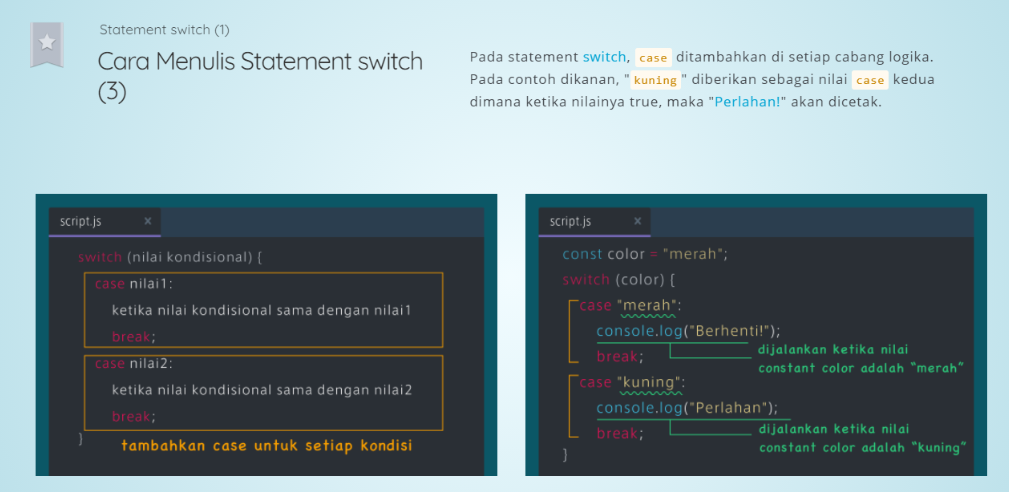 Statement switch (1)
Cara Menulis Statement switch
(3)
Pada statement switch, case ditambahkan di setiap cabang logika.
Pada contoh dikanan, "kuning" diberikan sebagai nilai case kedua
dimana ketika nilainya true, maka "Perlahan!" akan dicetak.
script.js x
switch (nilai kondisional) {
case nilai1:
ketika nilai kondisional sama dengan nilai1
break;
case nilai2:
ketika nilai kondisional sama dengan nilai2
break;
}
tambahkan case untuk setiap kondisi
script.js x
const color = "merah";
switch (color) {
case "merah":
console.log("Berhenti!");
break;
dijalankan ketika nilai
constant color adalah "merah"
case "kuning":
console.log("Perlahan");
break;
dijalankan ketika nilai
constant color adalah "kuning"
}